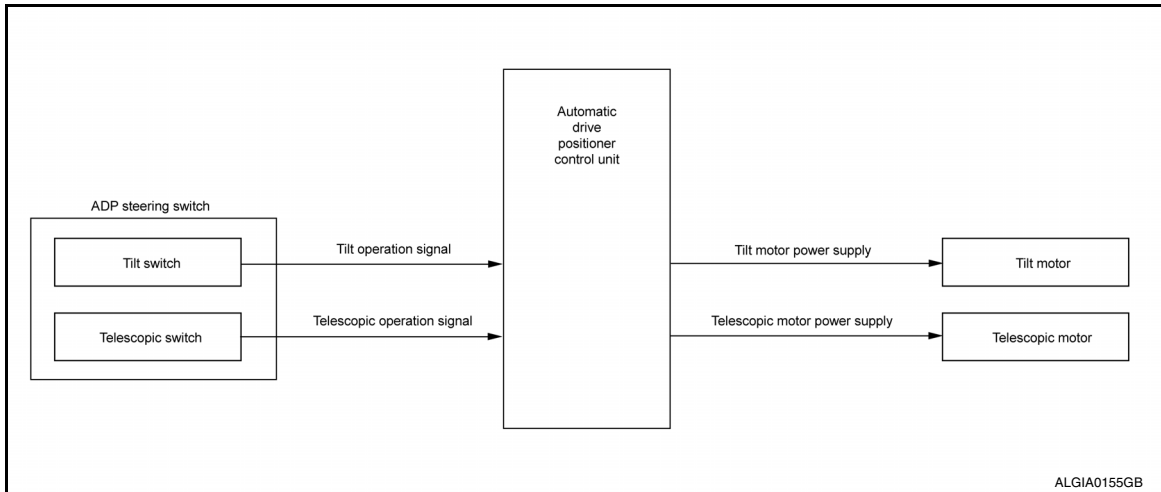 Automatic
drive
positioner
control unit
ADP steering switch
Tilt switch
Tilt operation signal
Tilt motor power supply
Tilt motor
Telescopic switch
Telescopic operation signal
Telescopic motor power supply
Telescopic motor
ALGIA0155GB